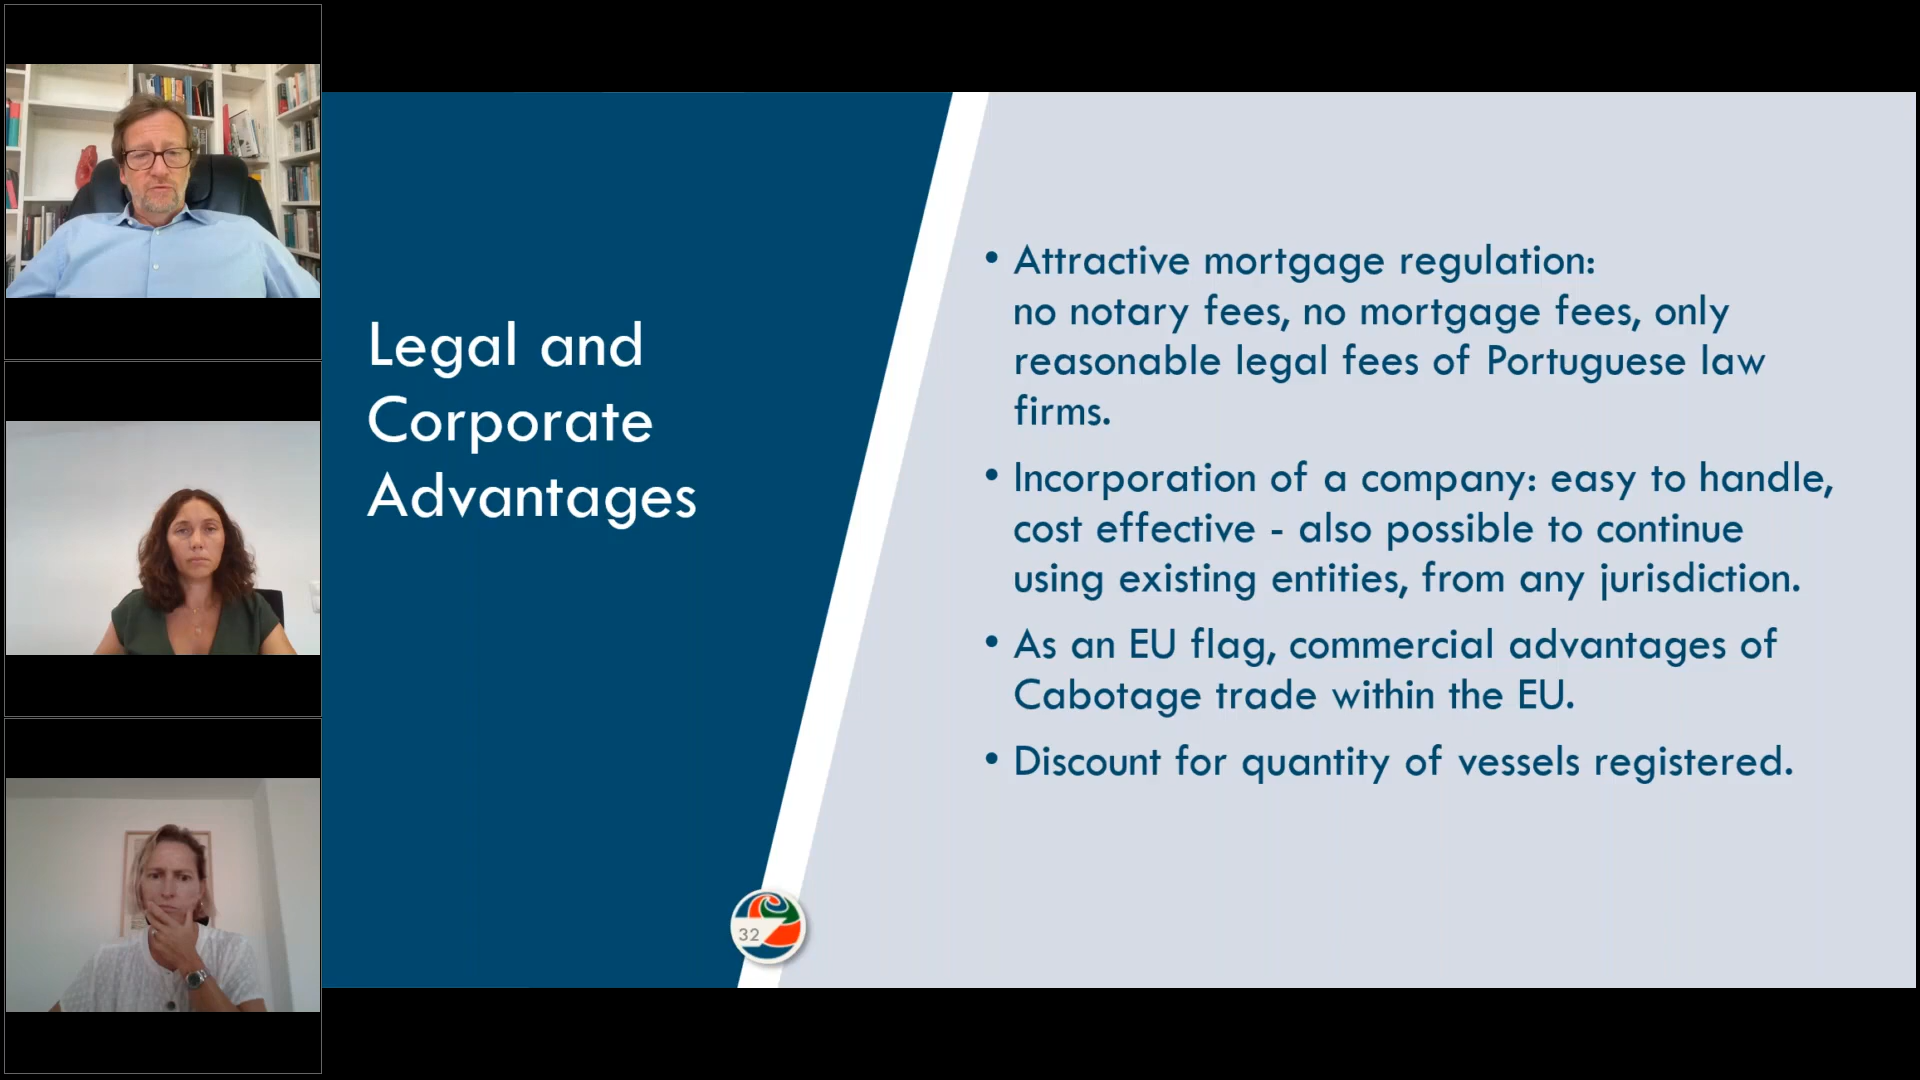 Legal and
Corporate
Advantages
• Attractive mortgage regulation:
no notary fees, no mortgage fees, only
reasonable legal fees of Portuguese law
firms.
• Incorporation of a company: easy to handle,
cost effective - also possible to continue
using existing entities, from any jurisdiction.
• As an EU flag, commercial advantages of
Cabotage trade within the EU.
• Discount for quantity of vessels registered.
32